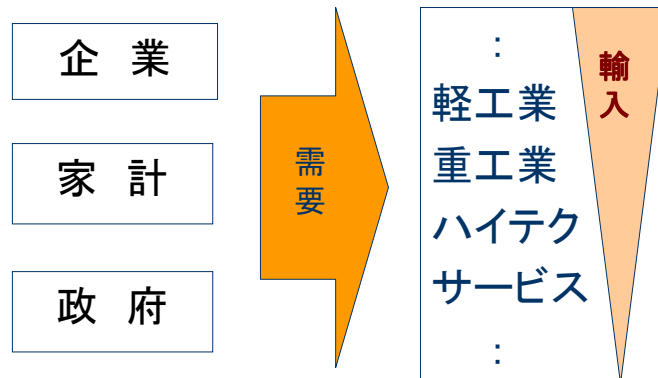 企 業
家 計
政 府
需
要
:
軽工業
重工業
ハイテク
サービス
:
輸
入